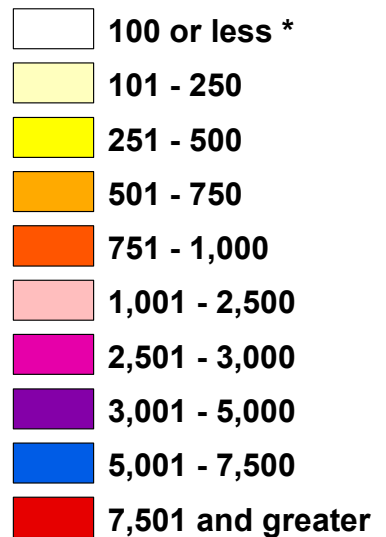 100 or less *
101 - 250
251 - 500
501 - 750
751 - 1,000
1,001 - 2,500
2,501 - 3,000
3,001 - 5,000
5,001 - 7,500
7,501 and greater